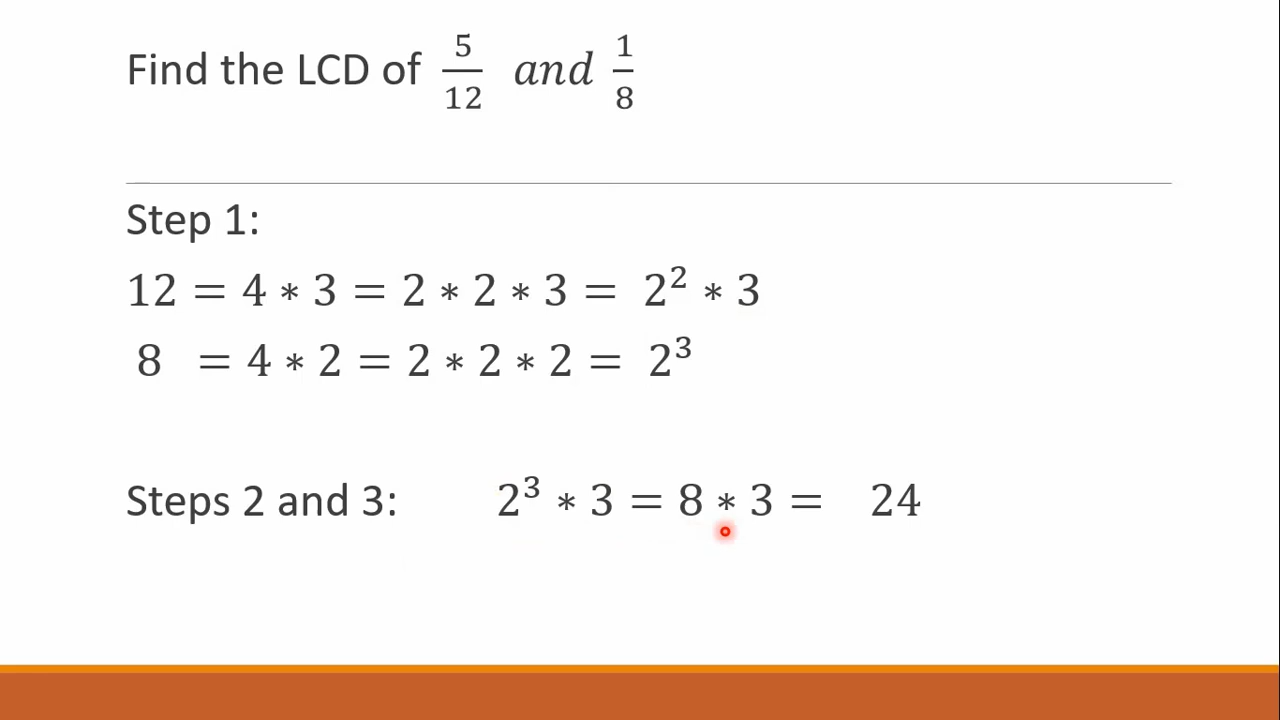 Find the LCD of 5/12 and 1/8
Step 1:
12 = 4 * 3 = 2 * 2 * 3 = 2² * 3
8 = 4 * 2 = 2 * 2 * 2 = 2³
Steps 2 and 3: 2³ * 3 = 8 * 3 = 24